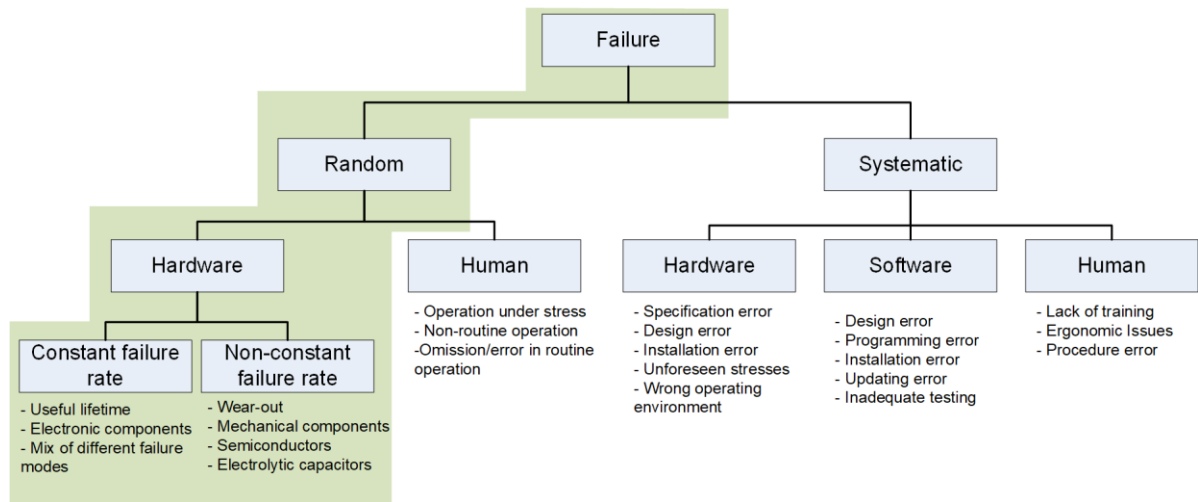 Failure
Random
Systematic
Hardware
Human
Hardware
Software
Human
- Operation under stress
- Non-routine operation
-Omission/error in routine
operation
- Specification error
- Design error
- Installation error
- Unforeseen stresses
- Wrong operating
environment
- Design error
- Programming error
- Installation error
- Updating error
- Inadequate testing
- Lack of training
- Ergonomic Issues
- Procedure error
Constant failure
rate
Non-constant
failure rate
- Useful lifetime
- Electronic components
- Mix of different failure
modes
- Wear-out
- Mechanical components
- Semiconductors
- Electrolytic capacitors